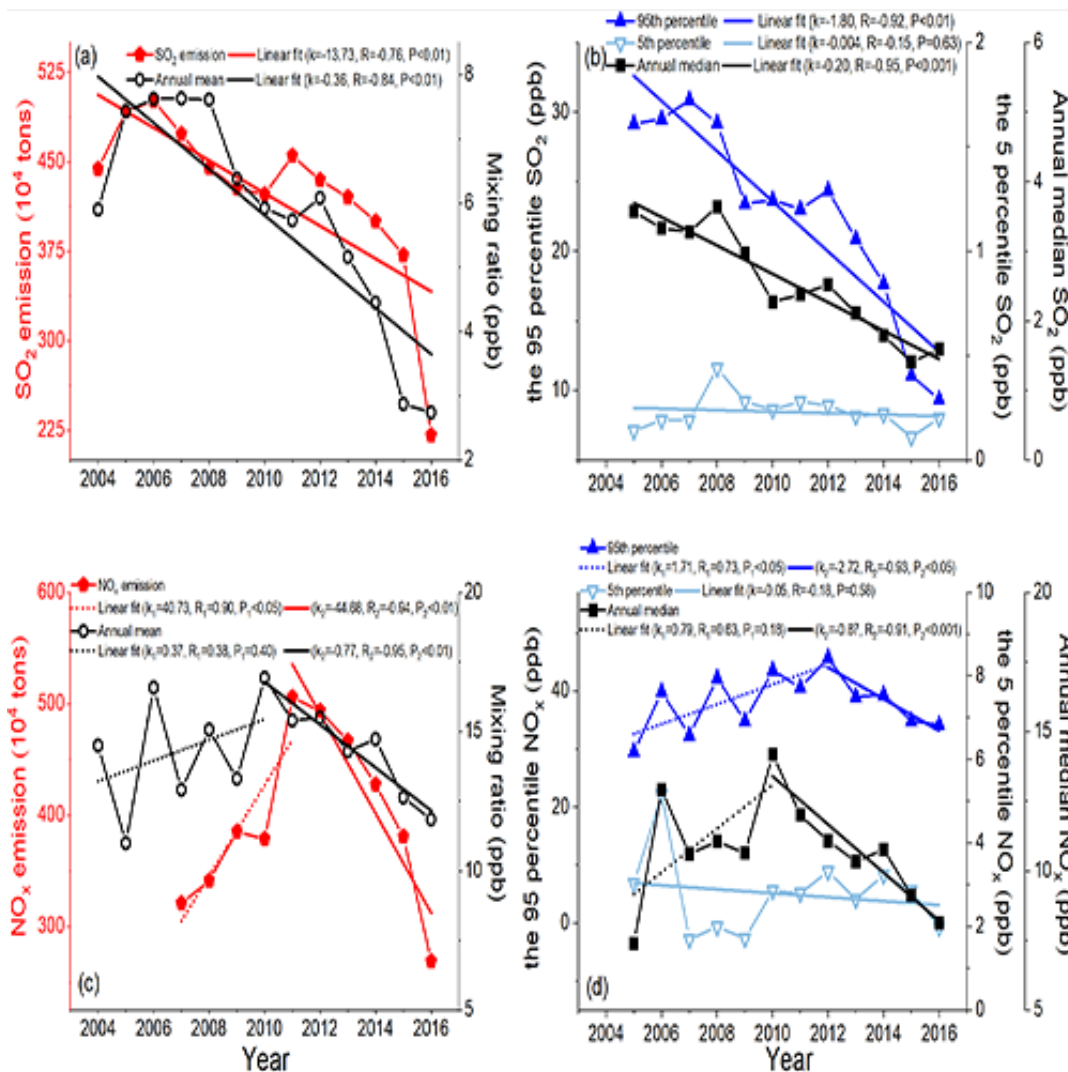 (a)
SO₂ emission Linear fit (k=-13.73, R=-0.76, P<0.01)
Annual mean Linear fit (k=-0.36, R=-0.84, P<0.01)
SO₂ emission (10⁴ tons)
525
450
375
300
225
Mixing ratio (ppb)
8
6
4
2
2004 2006 2008 2010 2012 2014 2016
95th percentile Linear fit (k=-1.80, R=-0.92, P<0.01)
5th percentile Linear fit (k=-0.004, R=-0.15, P=0.63)
Annual median Linear fit (k=-0.20, R=-0.95, P<0.001)
(b)
the 95 percentile SO₂ (ppb)
30
20
10
the 5 percentile SO₂ (ppb)
2
1
0
Annual median SO₂ (ppb)
6
4
2
0
2004 2006 2008 2010 2012 2014 2016
NOₓ emission
Linear fit (k₁=40.73, R₁=0.90, P₁<0.05) (k₂=-44.68, R₂=-0.94, P₂<0.01)
Annual mean
Linear fit (k₁=0.37, R₁=0.38, P₁=0.40) (k₂=-0.77, R₂=-0.95, P₂<0.01)
NOₓ emission (10⁴ tons)
600
500
400
300
Mixing ratio (ppb)
20
15
10
5
(c)
2004 2006 2008 2010 2012 2014 2016
Year
95th percentile
Linear fit (k₁=1.71, R₁=0.73, P₁<0.05) (k₂=-2.72, R₂=-0.93, P₂<0.05)
5th percentile Linear fit (k=-0.05, R=-0.18, P=0.58)
Annual median
Linear fit (k₁=0.79, R₁=0.63, P₁=0.18) (k₂=-0.87, R₂=-0.91, P₂<0.001)
the 95 percentile NOₓ (ppb)
40
20
0
the 5 percentile NOₓ (ppb)
10
8
6
4
2
0
Annual median NOₓ (ppb)
20
15
10
5
(d)
2004 2006 2008 2010 2012 2014 2016
Year